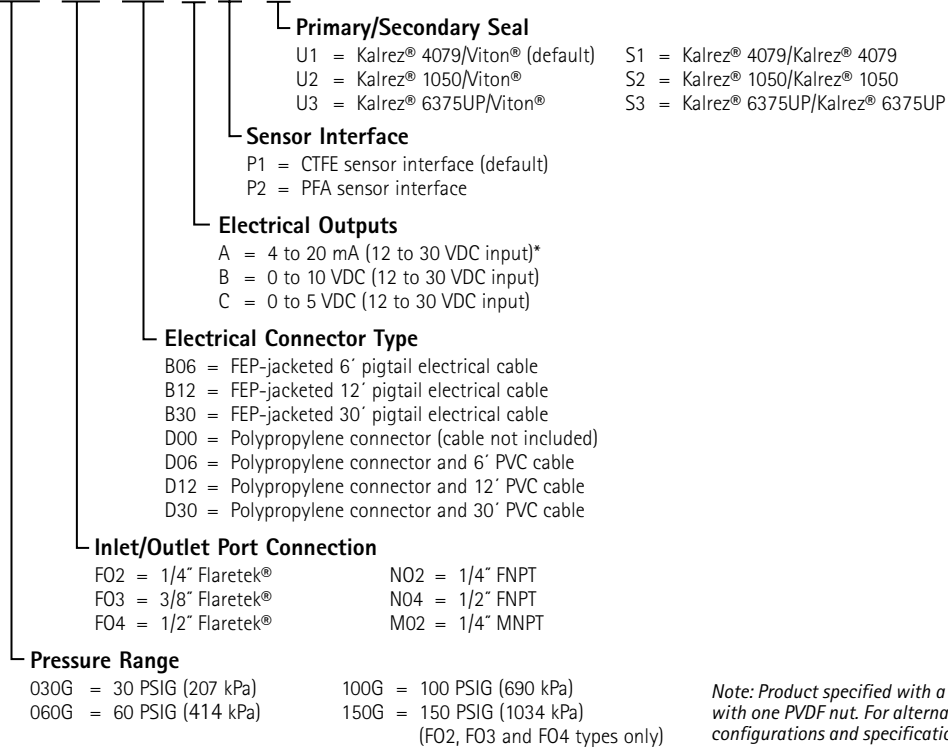 Primary/Secondary Seal
U1 = Kalrez® 4079/Viton® (default) S1 = Kalrez® 4079/Kalrez® 4079
U2 = Kalrez® 1050/Viton® S2 = Kalrez® 1050/Kalrez® 1050
U3 = Kalrez® 6375UP/Viton® S3 = Kalrez® 6375UP/Kalrez® 6375UP
Sensor Interface
P1 = CTFE sensor interface (default)
P2 = PFA sensor interface
Electrical Outputs
A = 4 to 20 mA (12 to 30 VDC input)*
B = 0 to 10 VDC (12 to 30 VDC input)
C = 0 to 5 VDC (12 to 30 VDC input)
Electrical Connector Type
B06 = FEP-jacketed 6´ pigtail electrical cable
B12 = FEP-jacketed 12´ pigtail electrical cable
B30 = FEP-jacketed 30´ pigtail electrical cable
D00 = Polypropylene connector (cable not included)
D06 = Polypropylene connector and 6´ PVC cable
D12 = Polypropylene connector and 12´ PVC cable
D30 = Polypropylene connector and 30´ PVC cable
Inlet/Outlet Port Connection
FO2 = 1/4˝ Flaretek® NO2 = 1/4˝ FNPT
FO3 = 3/8˝ Flaretek® N04 = 1/2˝ FNPT
FO4 = 1/2˝ Flaretek® M02 = 1/4˝ MNPT
Pressure Range
030G = 30 PSIG (207 kPa) 100G = 100 PSIG (690 kPa)
060G = 60 PSIG (414 kPa) 150G = 150 PSIG (1034 kPa)
(FO2, FO3 and FO4 types only)
Note: Product specified with a
with one PVDF nut. For alterna
configurations and specificatio